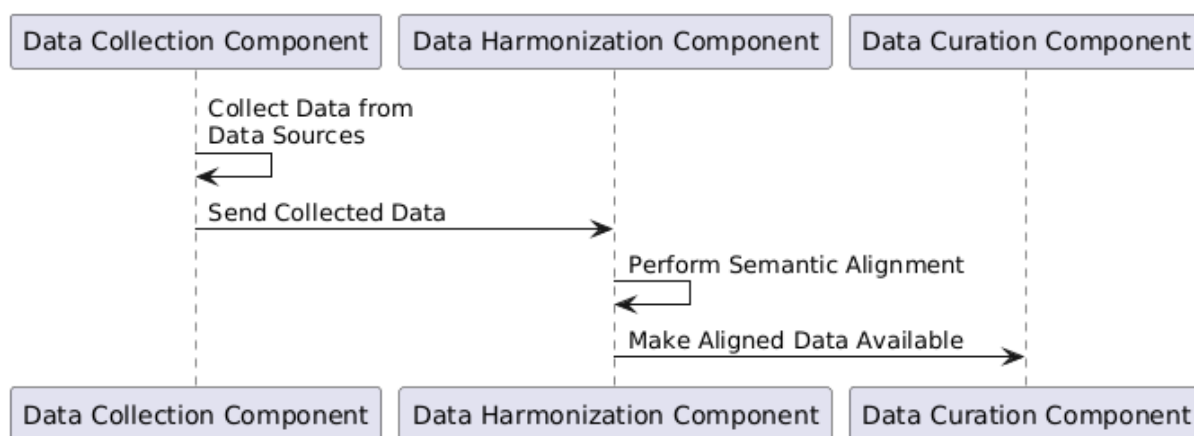 Data Collection Component
Data Harmonization Component
Data Curation Component
Collect Data from
Data Sources
Send Collected Data
Perform Semantic Alignment
Make Aligned Data Available
Data Collection Component
Data Harmonization Component
Data Curation Component